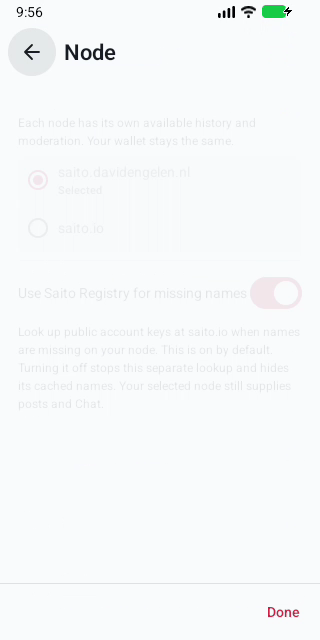 9:56
Node
Each node has its own available history and
moderation. Your wallet stays the same.
saito.davidengelen.nl
Selected
saito.io
Use Saito Registry for missing names
Look up public account keys at saito.io when names
are missing on your node. This is on by default.
Turning it off stops this separate lookup and hides
its cached names. Your selected node still supplies
posts and Chat.
Done